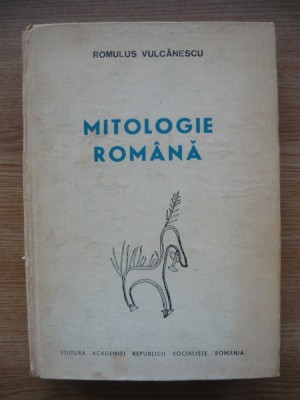 ROMULUS VULCĂNESCU
MITOLOGIE
ROMÂNĂ
EDITURA ACADEMIEI REPUBLICII SOCIALISTE ROMÂNIA